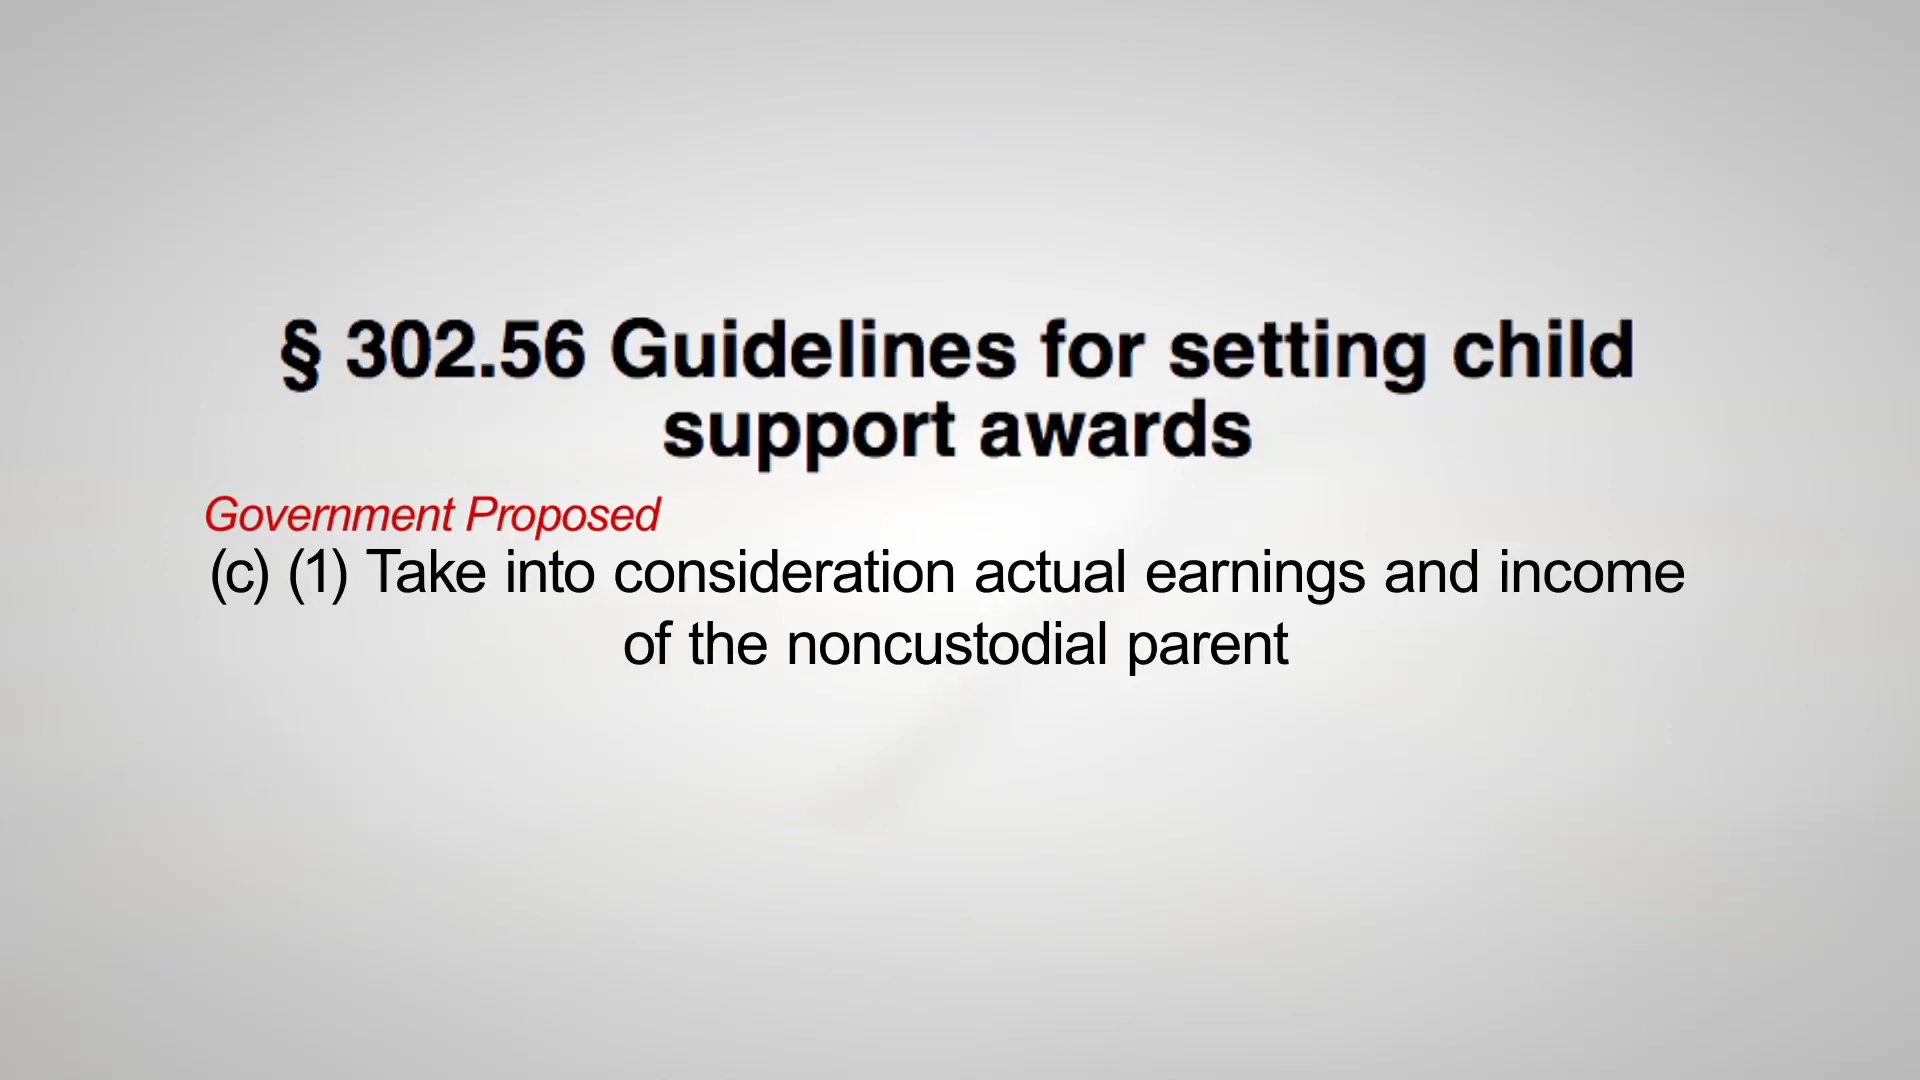 § 302.56 Guidelines for setting child
support awards
Government Proposed
(c) (1) Take into consideration actual earnings and income
of the noncustodial parent